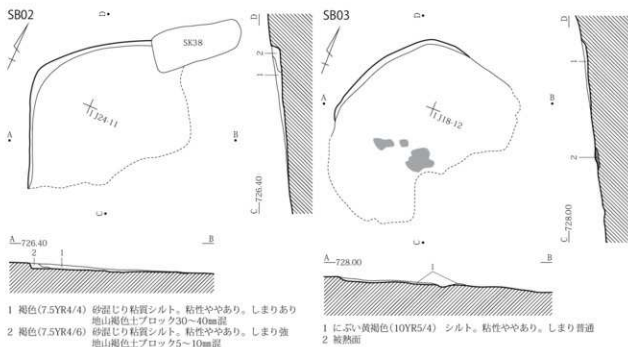 SB02
D
SK38
IJ24-11
A
B
C
D
2
1
C 726.40
A 726.40 B
2 1
1 褐色(7.5YR4/4) 砂混じり粘質シルト。粘性ややあり。しまりあり
地山褐色土ブロック30～40㎜混
2 褐色(7.5YR4/6) 砂混じり粘質シルト。粘性ややあり。しまり強
地山褐色土ブロック5～10㎜混
SB03
D
IJ18-12
A
B
C
D
1
2
C 728.00
A 728.00 B
1
1 にぶい黄褐色(10YR5/4) シルト。粘性ややあり。しまり普通
2 被熱面